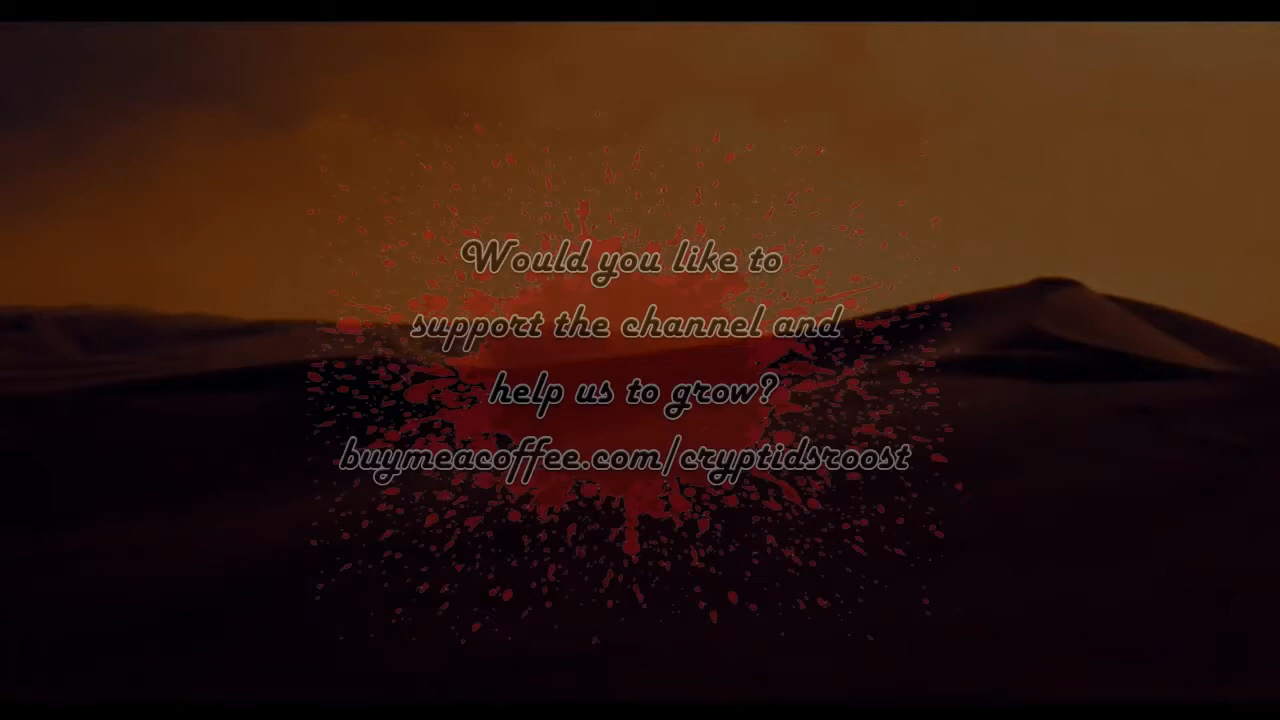 Would you like to
support the channel and
help us to grow?
buymeacoffee.com/cryptidsroost